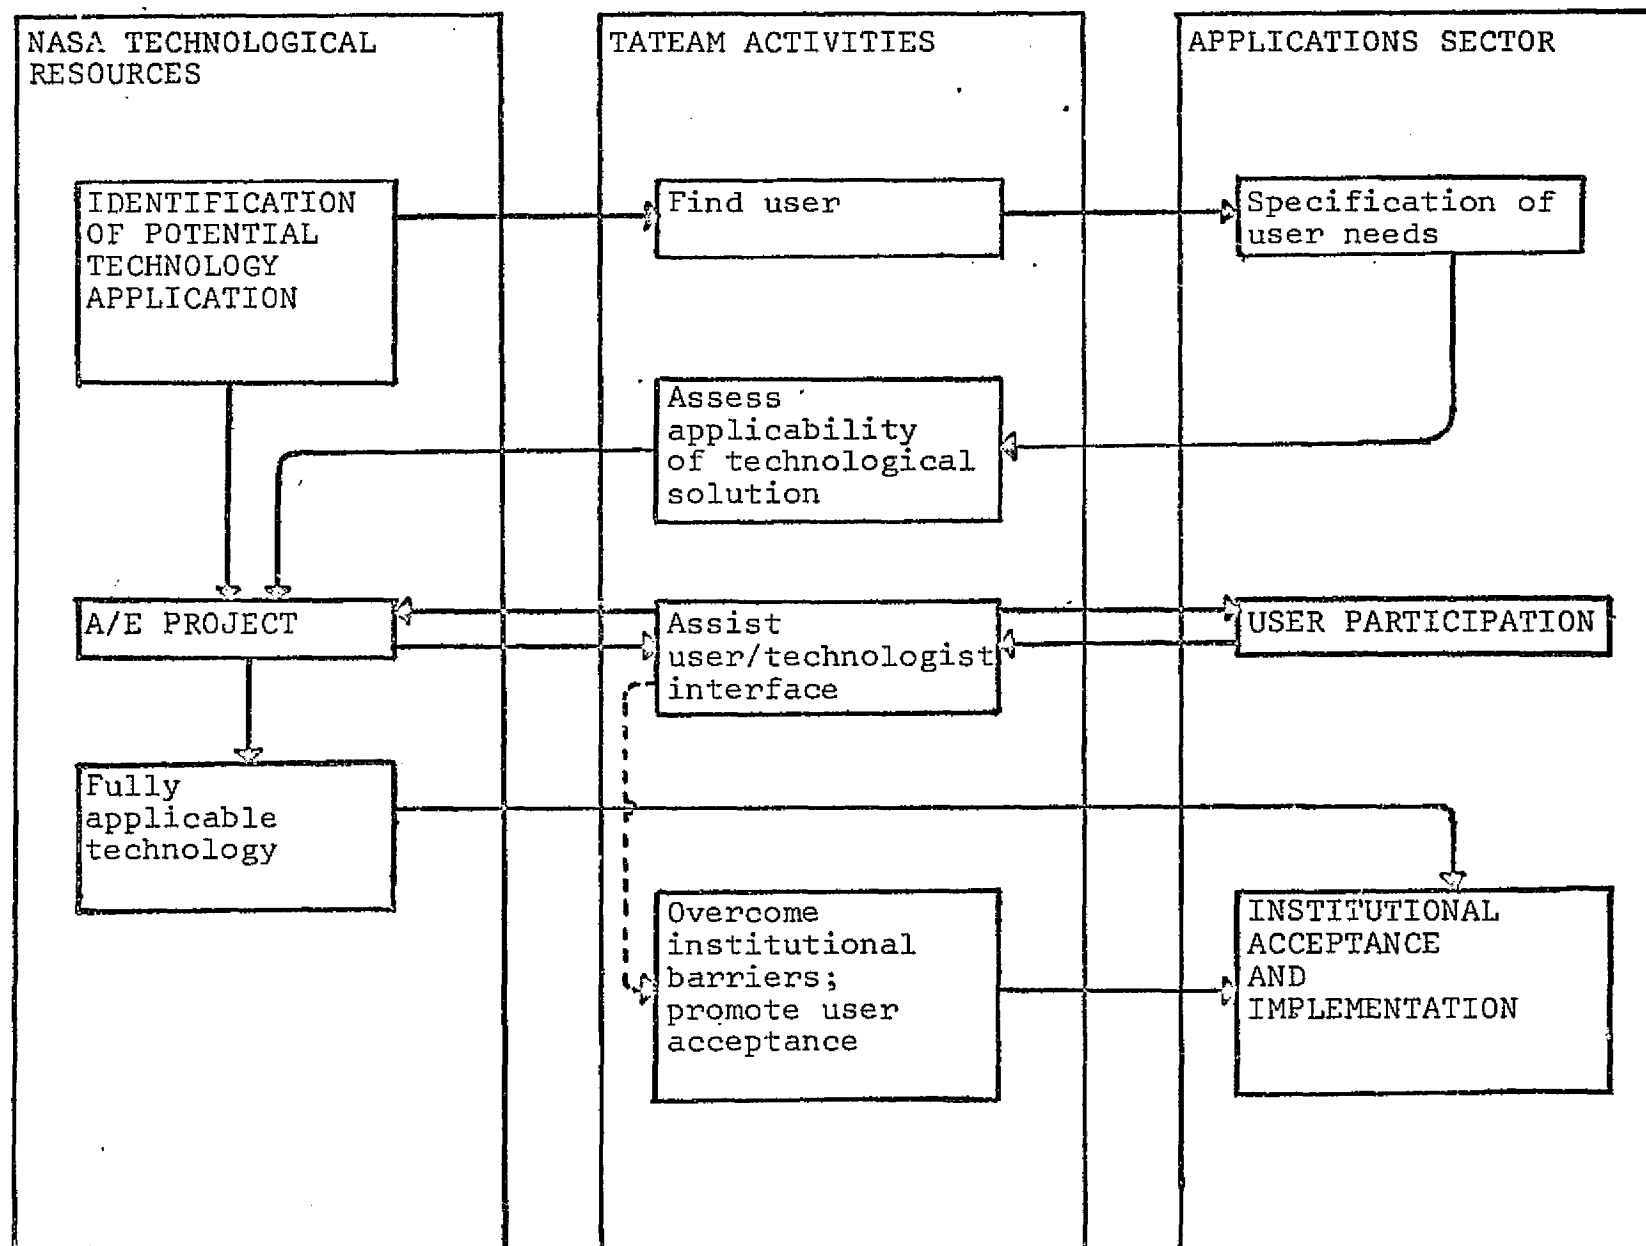 NASA TECHNOLOGICAL
RESOURCES
TATEAM ACTIVITIES
APPLICATIONS SECTOR
IDENTIFICATION
OF POTENTIAL
TECHNOLOGY
APPLICATION
Find user
Specification of
user needs
Assess
applicability
of technological
solution
A/E PROJECT
Assist
user/technologist
interface
USER PARTICIPATION
Fully
applicable
technology
Overcome
institutional
barriers;
promote user
acceptance
INSTITUTIONAL
ACCEPTANCE
AND
IMPLEMENTATION